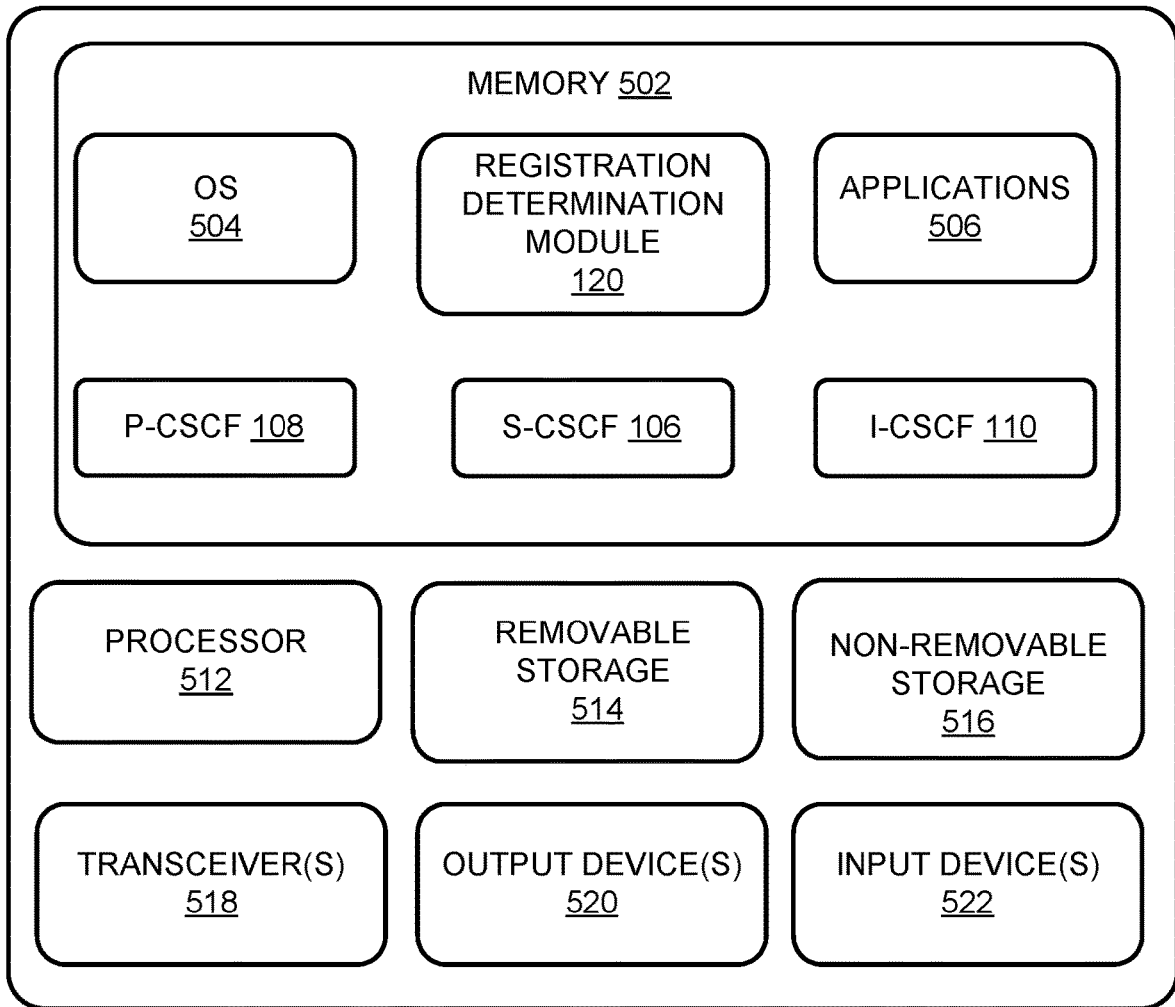 MEMORY 502
OS
504
REGISTRATION
DETERMINATION
MODULE
120
APPLICATIONS
506
P-CSCF 108
S-CSCF 106
I-CSCF 110
PROCESSOR
512
REMOVABLE
STORAGE
514
NON-REMOVABLE
STORAGE
516
TRANSCEIVER(S)
518
OUTPUT DEVICE(S)
520
INPUT DEVICE(S)
522